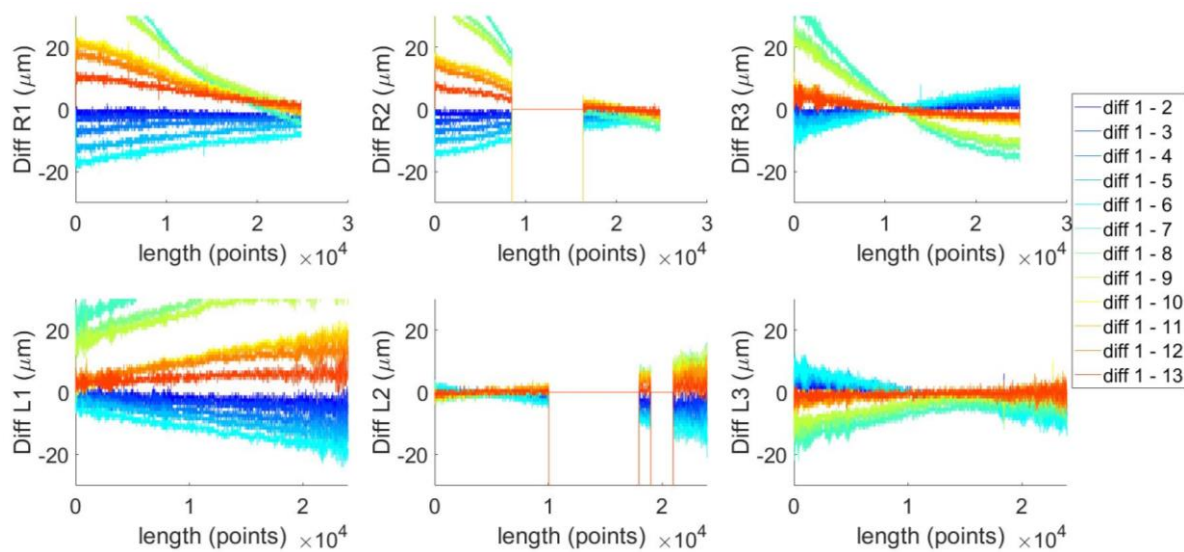 20
0
-20
Diff R1 (μm)
0 1 2 3
length (points) ×10⁴
20
0
-20
Diff R2 (μm)
0 1 2 3
length (points) ×10⁴
20
0
-20
Diff R3 (μm)
0 1 2 3
length (points) ×10⁴
20
0
-20
Diff L1 (μm)
0 1 2
length (points) ×10⁴
20
0
-20
Diff L2 (μm)
0 1 2
length (points) ×10⁴
20
0
-20
Diff L3 (μm)
0 1 2
length (points) ×10⁴
diff 1 - 2
diff 1 - 3
diff 1 - 4
diff 1 - 5
diff 1 - 6
diff 1 - 7
diff 1 - 8
diff 1 - 9
diff 1 - 10
diff 1 - 11
diff 1 - 12
diff 1 - 13